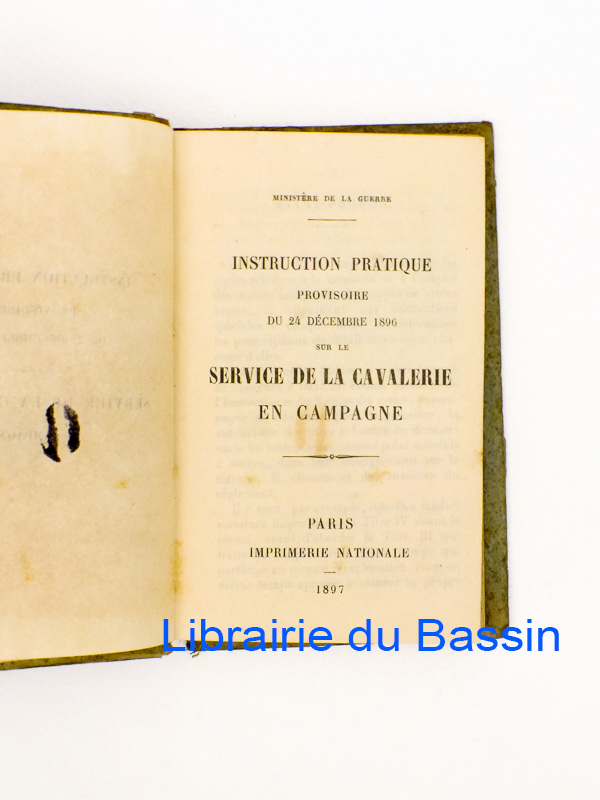 MINISTÈRE DE LA GUERRE
INSTRUCTION PRATIQUE
PROVISOIRE
DU 24 DÉCEMBRE 1896
SUR LE
SERVICE DE LA CAVALERIE
EN CAMPAGNE
PARIS
IMPRIMERIE NATIONALE
1897
Librairie du Bassin